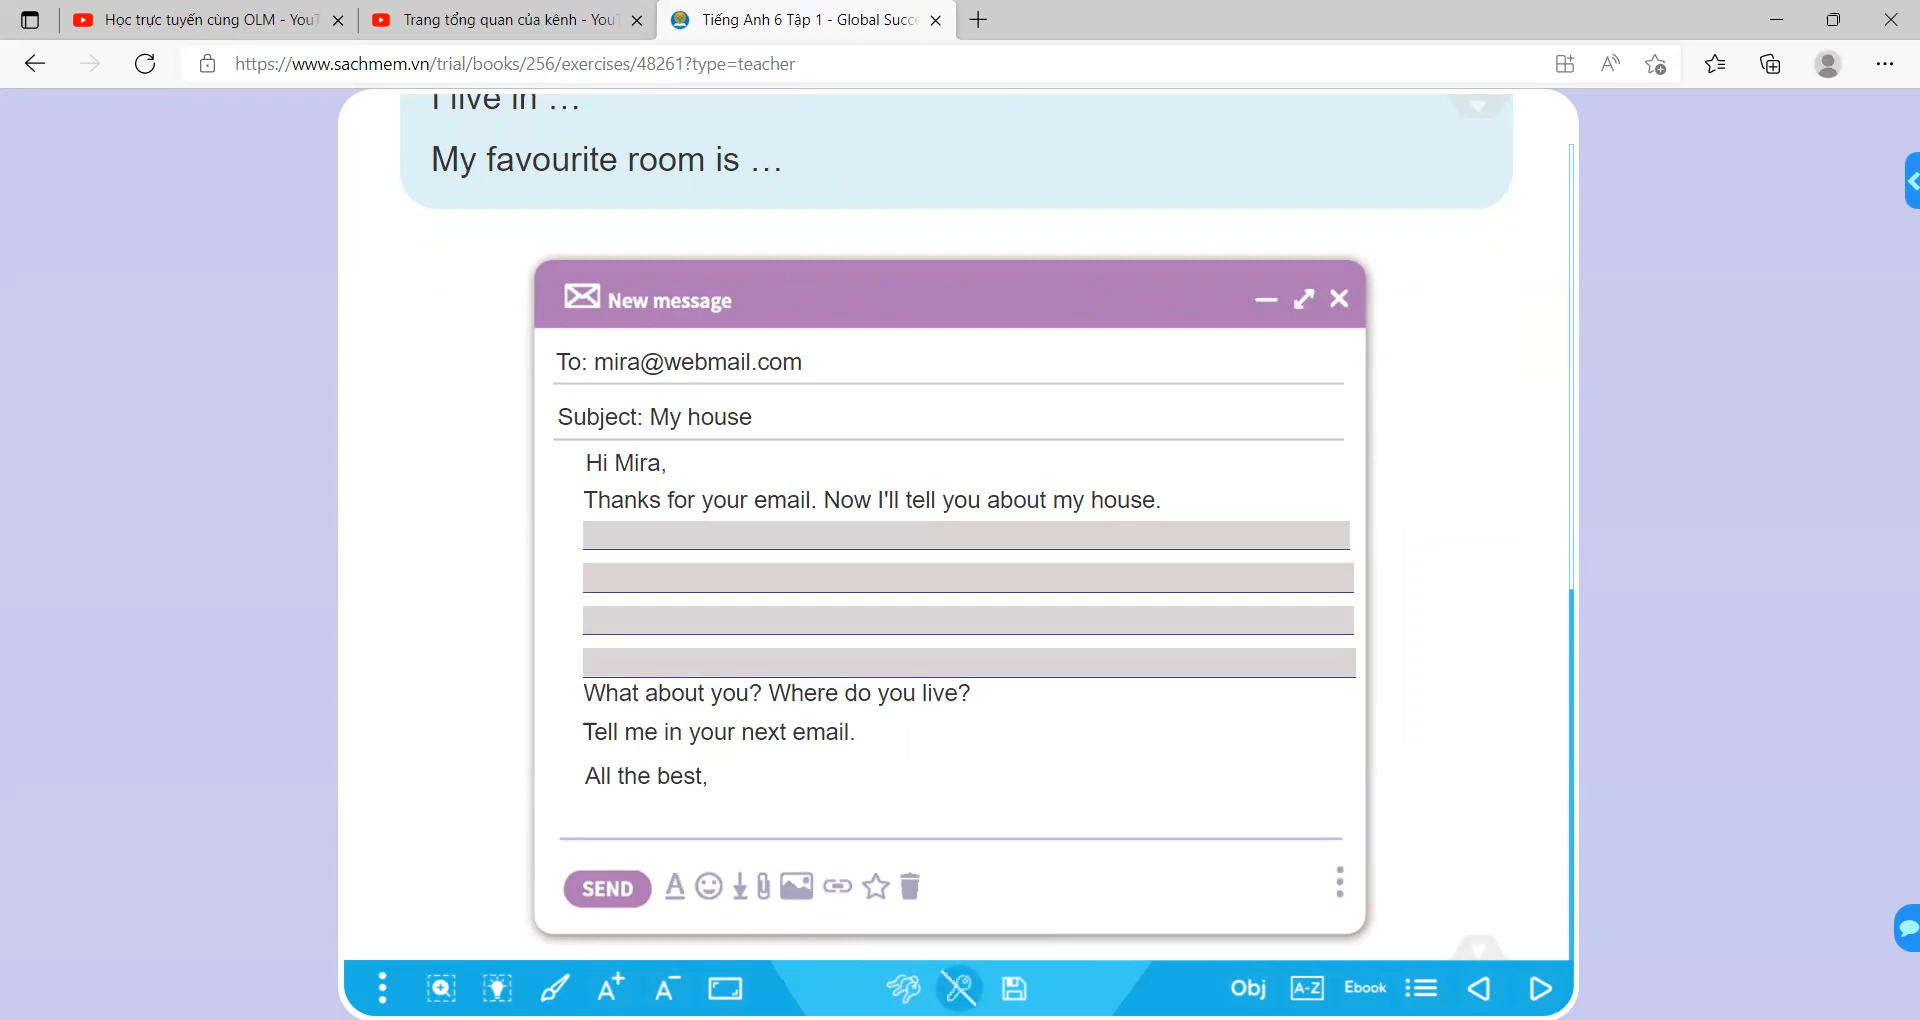 Học trực tuyến cùng OLM - YouT
Trang tổng quan của kênh - YouT
Tiếng Anh 6 Tập 1 - Global Succe
https://www.sachmem.vn/trial/books/256/exercises/48261?type=teacher
I live in ...
My favourite room is ...
New message
To: mira@webmail.com
Subject: My house
Hi Mira,
Thanks for your email. Now I'll tell you about my house.
What about you? Where do you live?
Tell me in your next email.
All the best,
SEND A
A+ A- Obj A-Z Ebook